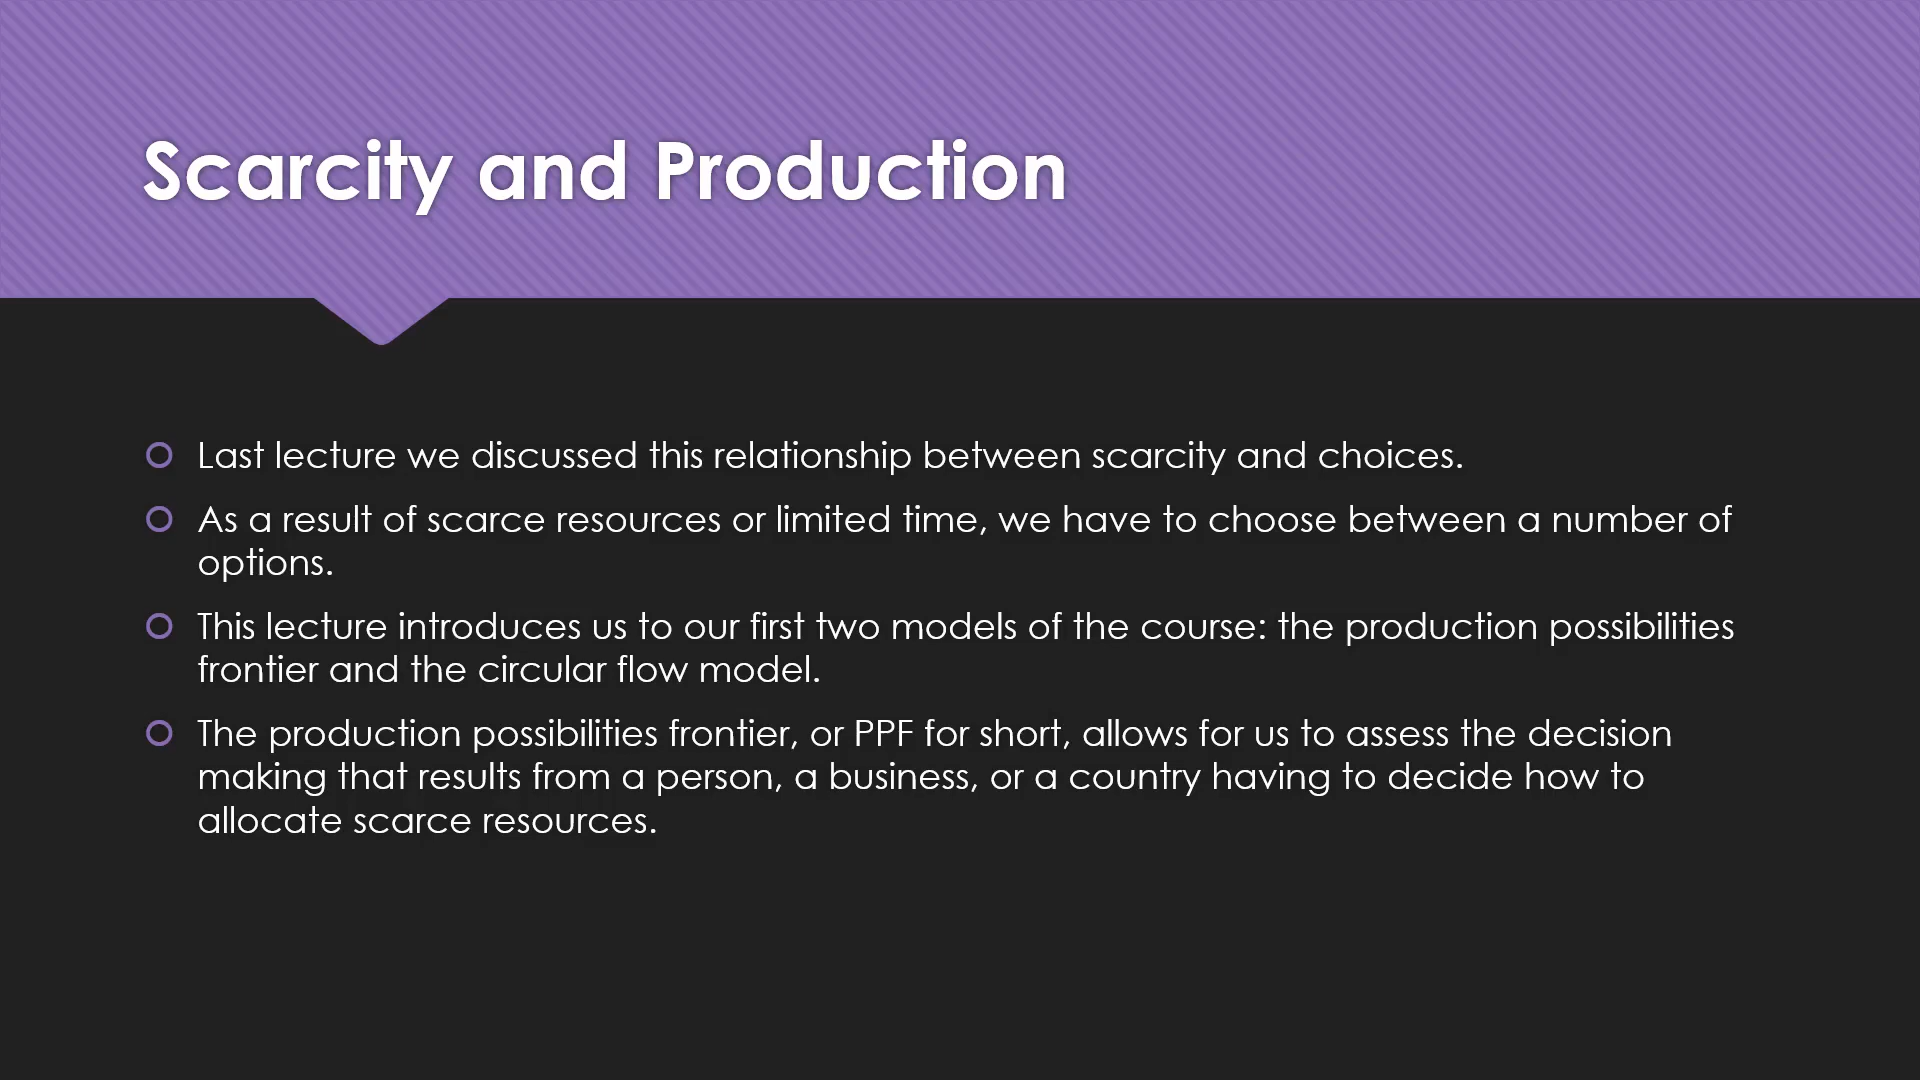 Scarcity and Production
Last lecture we discussed this relationship between scarcity and choices.
As a result of scarce resources or limited time, we have to choose between a number of
options.
This lecture introduces us to our first two models of the course: the production possibilities
frontier and the circular flow model.
The production possibilities frontier, or PPF for short, allows for us to assess the decision
making that results from a person, a business, or a country having to decide how to
allocate scarce resources.